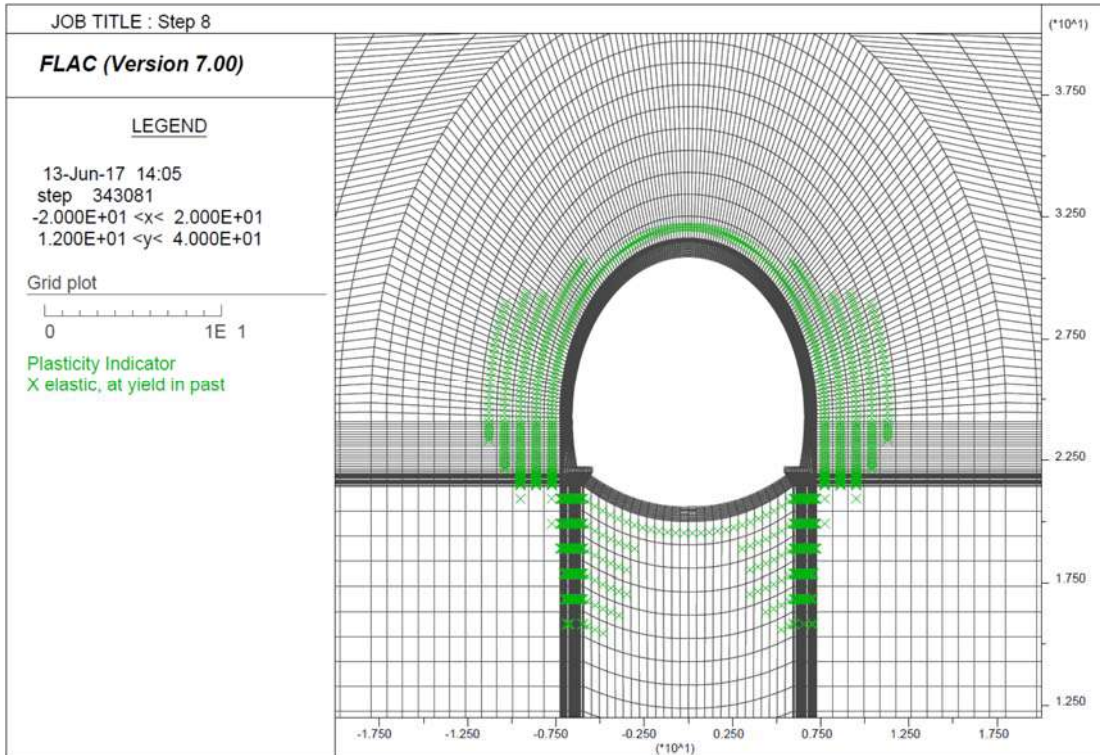 JOB TITLE : Step 8
(*10^1)
FLAC (Version 7.00)
LEGEND
13-Jun-17 14:05
step 343081
-2.000E+01 <x< 2.000E+01
1.200E+01 <y< 4.000E+01
Grid plot
0 1E 1
Plasticity Indicator
X elastic, at yield in past
3.750
3.250
2.750
2.250
1.750
1.250
-1.750 -1.250 -0.750 -0.250 0.250 0.750 1.250 1.750
(*10^1)